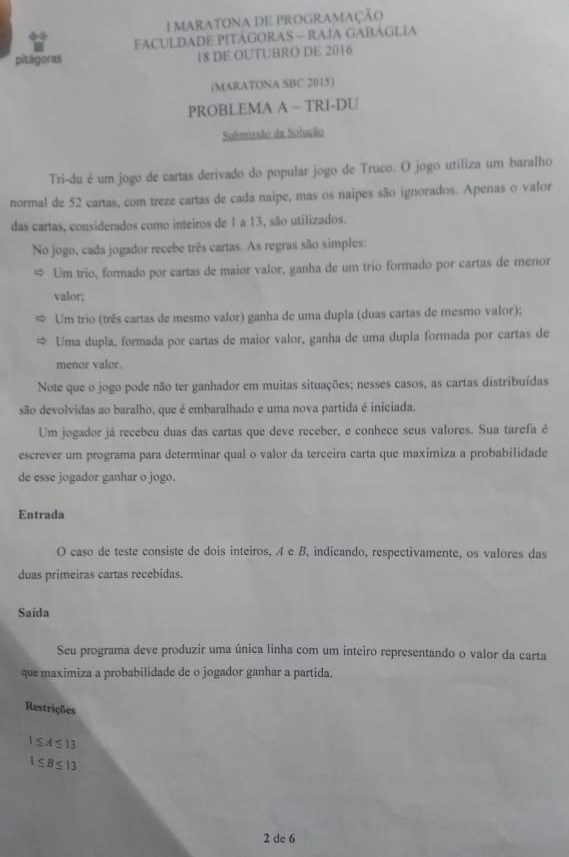 I MARATONA DE PROGRAMAÇÃO
FACULDADE PITÁGORAS – RAJA GABÁGLIA
18 DE OUTUBRO DE 2016
pitágoras
(MARATONA SBC 2015)
PROBLEMA A – TRI-DU
Submissão da Solução
Tri-du é um jogo de cartas derivado do popular jogo de Truco. O jogo utiliza um baralho
normal de 52 cartas, com treze cartas de cada naipe, mas os naipes são ignorados. Apenas o valor
das cartas, considerados como inteiros de 1 a 13, são utilizados.
No jogo, cada jogador recebe três cartas. As regras são simples:
⇨ Um trio, formado por cartas de maior valor, ganha de um trio formado por cartas de menor
valor;
⇨ Um trio (três cartas de mesmo valor) ganha de uma dupla (duas cartas de mesmo valor);
⇨ Uma dupla, formada por cartas de maior valor, ganha de uma dupla formada por cartas de
menor valor.
Note que o jogo pode não ter ganhador em muitas situações; nesses casos, as cartas distribuídas
são devolvidas ao baralho, que é embaralhado e uma nova partida é iniciada.
Um jogador já recebeu duas das cartas que deve receber, e conhece seus valores. Sua tarefa é
escrever um programa para determinar qual o valor da terceira carta que maximiza a probabilidade
de esse jogador ganhar o jogo.
Entrada
O caso de teste consiste de dois inteiros, A e B, indicando, respectivamente, os valores das
duas primeiras cartas recebidas.
Saída
Seu programa deve produzir uma única linha com um inteiro representando o valor da carta
que maximiza a probabilidade de o jogador ganhar a partida.
Restrições
1 ≤ A ≤ 13
1 ≤ B ≤ 13
2 de 6